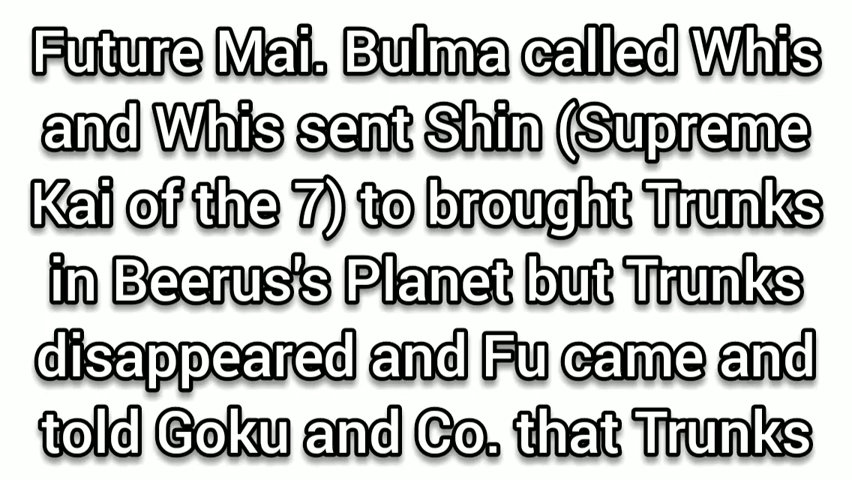 Future Mai. Bulma called Whis
and Whis sent Shin (Supreme
Kai of the 7) to brought Trunks
in Beerus's Planet but Trunks
disappeared and Fu came and
told Goku and Co. that Trunks